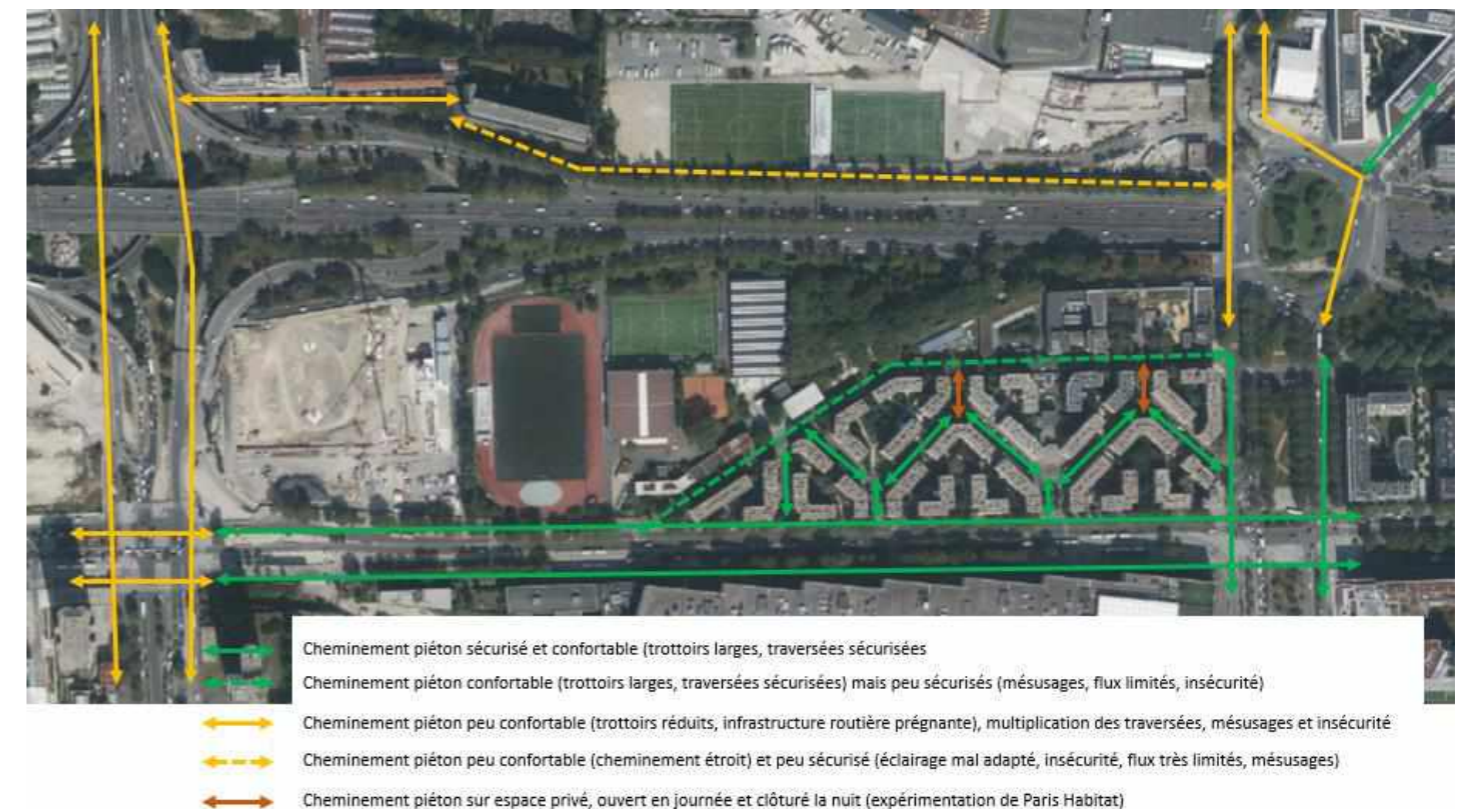 Cheminement piéton sécurisé et confortable (trottoirs larges, traversées sécurisées
Cheminement piéton confortable (trottoirs larges, traversées sécurisées) mais peu sécurisés (mésusages, flux limités, insécurité)
Cheminement piéton peu confortable (trottoirs réduits, infrastructure routière prégnante), multiplication des traversées, mésusages et insécurité
Cheminement piéton peu confortable (cheminement étroit) et peu sécurisé (éclairage mal adapté, insécurité, flux très limités, mésusages)
Cheminement piéton sur espace privé, ouvert en journée et clôturé la nuit (expérimentation de Paris Habitat)